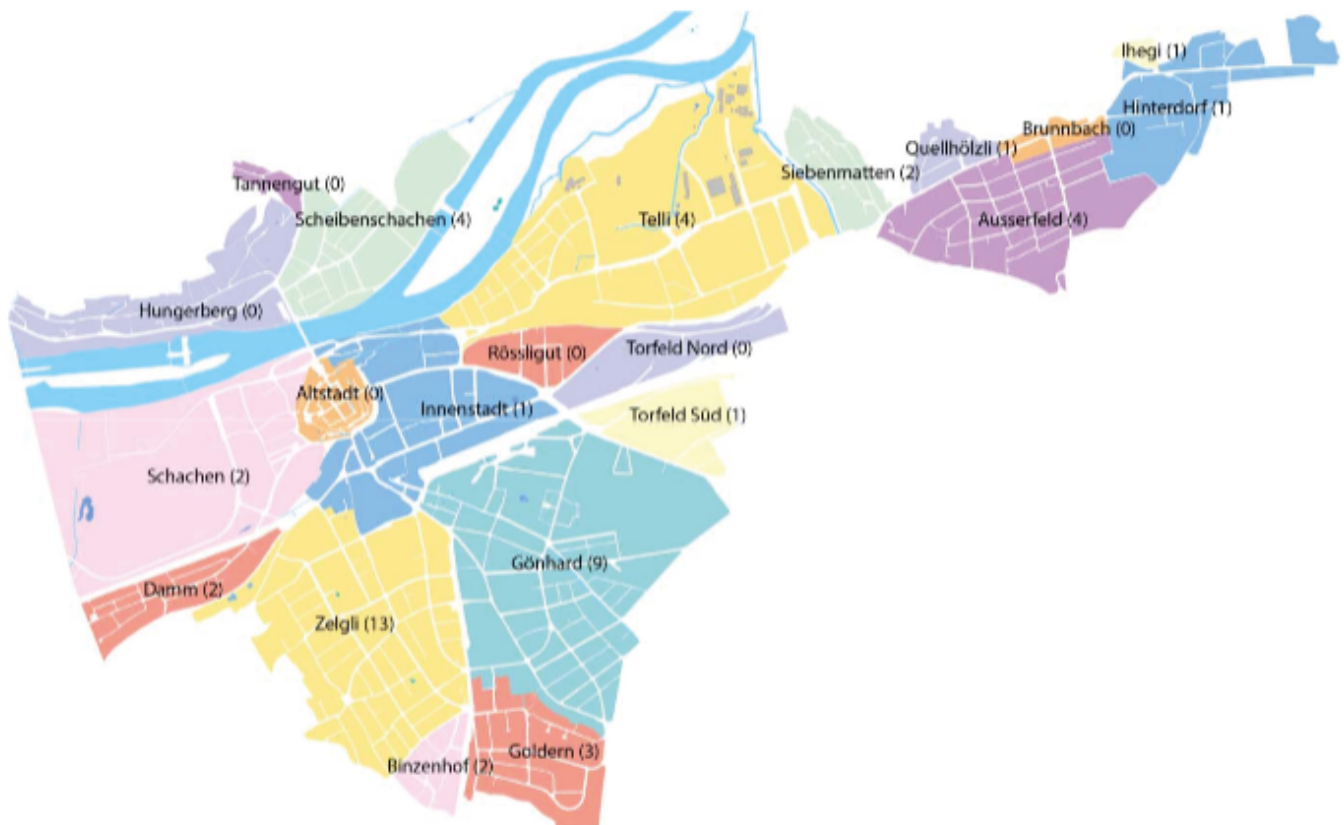 Ihegi (1)
Hinterdorf (1)
Brunnbach (0)
Quellhölzli (1)
Siebenmatten (2)
Tannengut (0)
Scheibenschachen (4)
Telli (4)
Ausserfeld (4)
Hungerberg (0)
Rössligut (0)
Torfeld Nord (0)
Altstadt (0)
Innenstadt (1)
Torfeld Süd (1)
Schachen (2)
Gönhard (9)
Damm (2)
Zelgli (13)
Binzenhof (2)
Goldern (3)